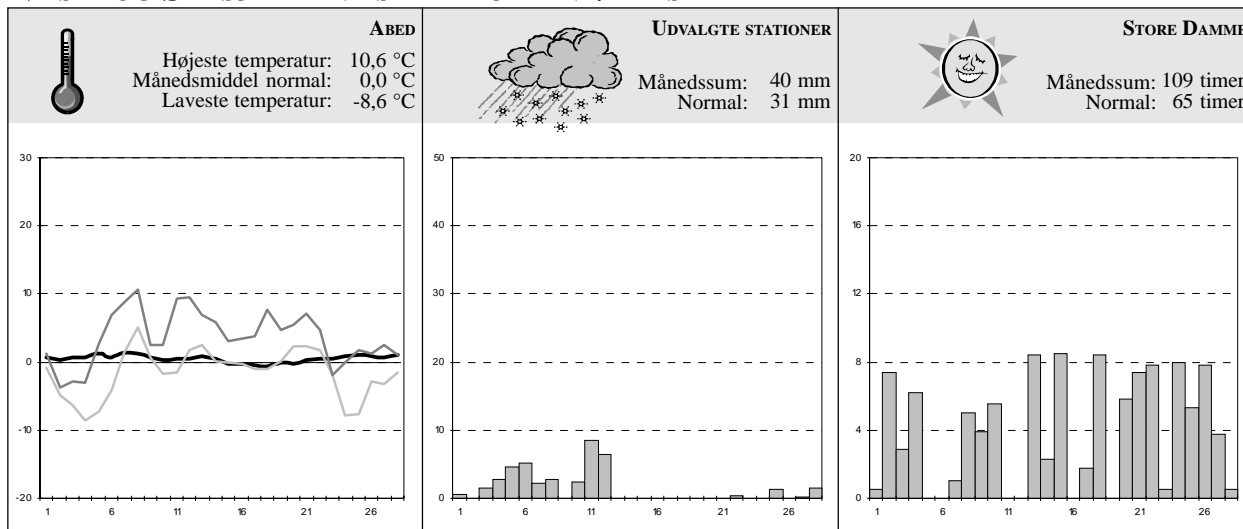 ABED
Højeste temperatur: 10,6 °C
Månedsmiddel normal: 0,0 °C
Laveste temperatur: -8,6 °C
30
20
10
0
-10
-20
1 6 11 16 21 26
UDVALGTE STATIONER
Månedssum: 40 mm
Normal: 31 mm
50
40
30
20
10
0
1 6 11 16 21 26
STORE DAMME
Månedssum: 109 timer
Normal: 65 timer
20
16
12
8
4
0
1 6 11 16 21 26